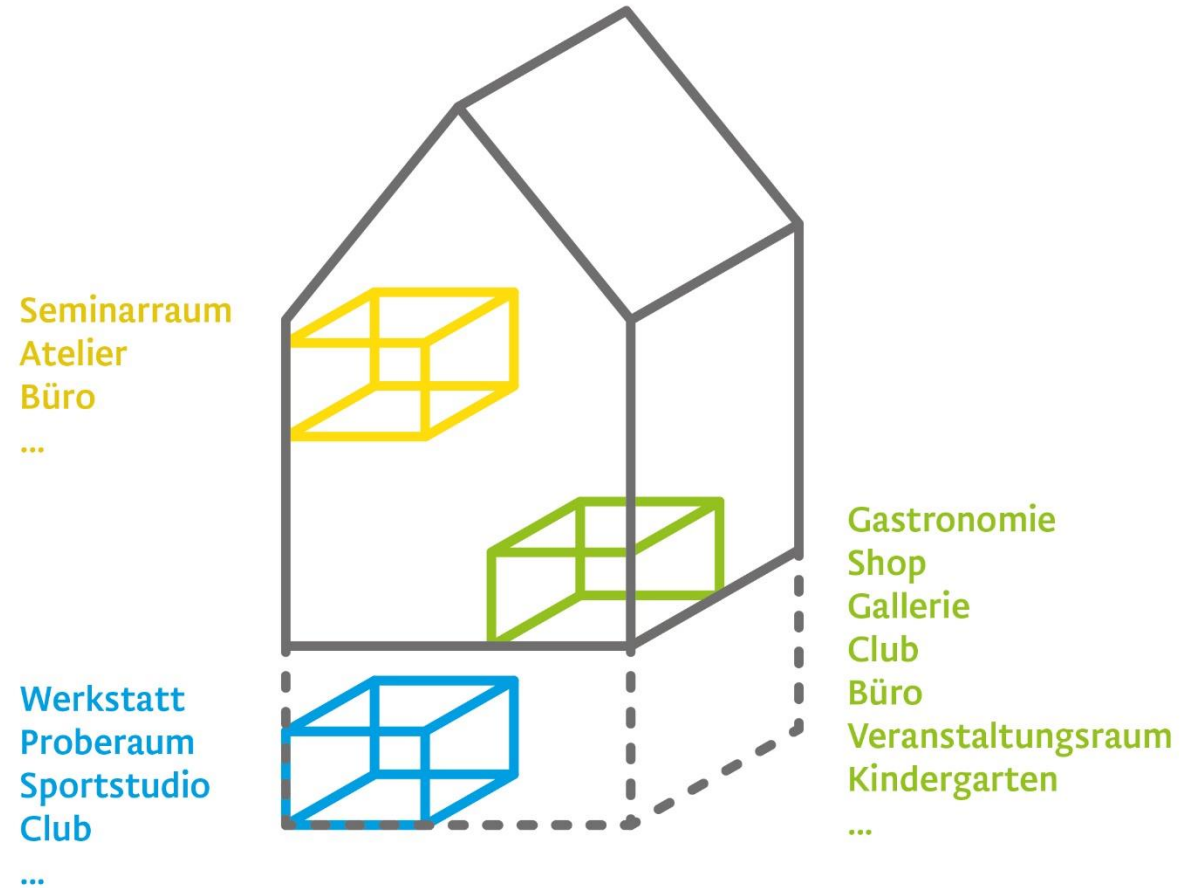 Seminarraum
Atelier
Büro
...
Werkstatt
Proberaum
Sportstudio
Club
...
Gastronomie
Shop
Gallerie
Club
Büro
Veranstaltungsraum
Kindergarten
...